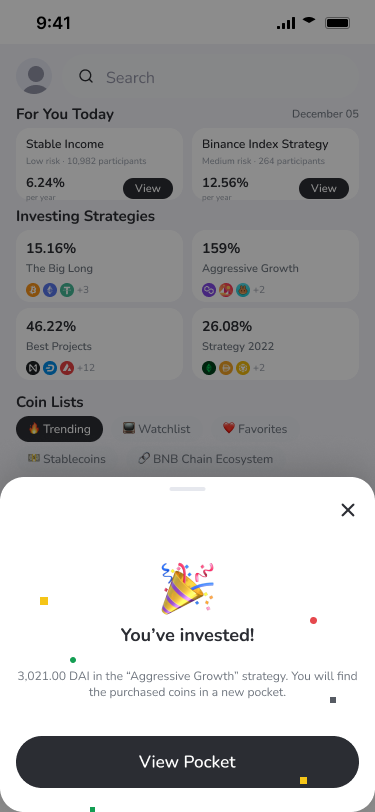 9:41
Search
For You Today
December 05
Stable Income
Low risk · 10,982 participants
6.24%
per year
View
Binance Index Strategy
Medium risk · 264 participants
12.56%
per year
View
Investing Strategies
15.16%
The Big Long
+3
159%
Aggressive Growth
+2
46.22%
Best Projects
+12
26.08%
Strategy 2022
+2
Coin Lists
🔥 Trending
Watchlist
❤️ Favorites
💵 Stablecoins
🔗 BNB Chain Ecosystem
You’ve invested!
3,021.00 DAI in the “Aggressive Growth” strategy. You will find
the purchased coins in a new pocket.
View Pocket